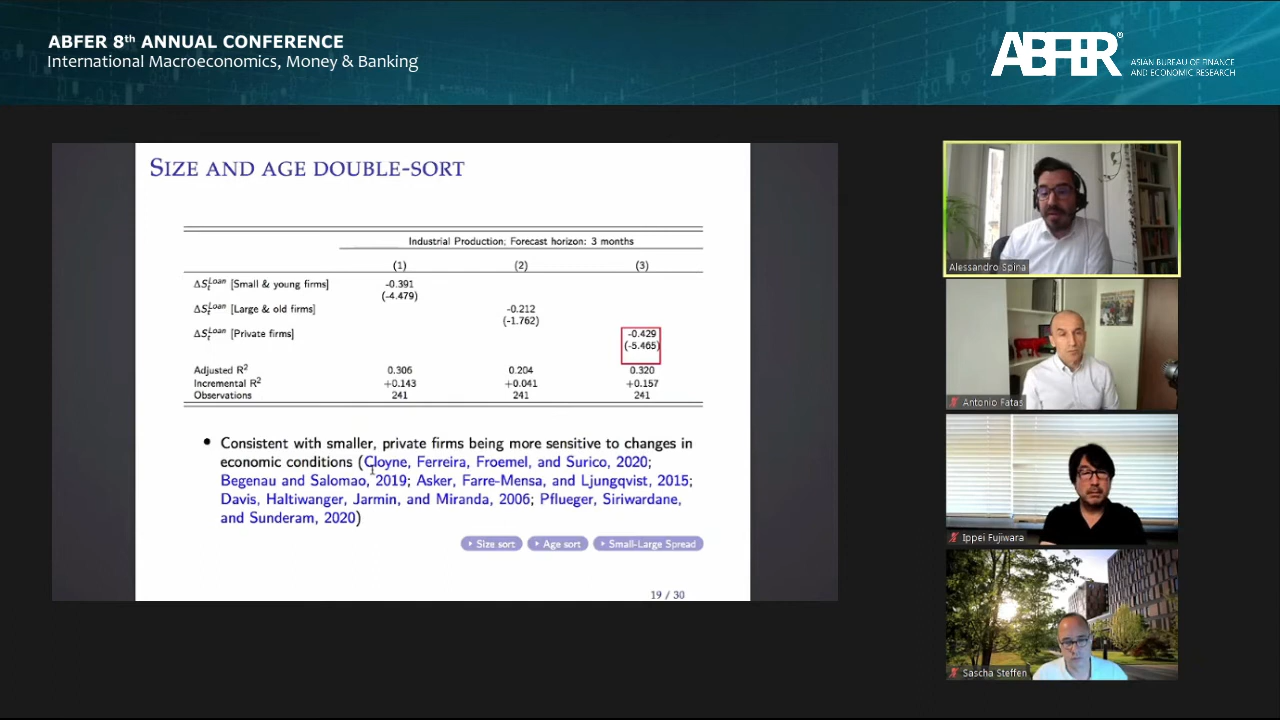 ABFER 8th ANNUAL CONFERENCE
International Macroeconomics, Money & Banking
ABFER®
ASIAN BUREAU OF FINANCE
AND ECONOMIC RESEARCH
SIZE AND AGE DOUBLE-SORT
Industrial Production; Forecast horizon: 3 months
(1) (2) (3)
ΔS_t^Loan [Small & young firms] -0.391
(-4.479)
ΔS_t^Loan [Large & old firms] -0.212
(-1.762)
ΔS_t^Loan [Private firms] -0.429
(-5.465)
Adjusted R² 0.306 0.204 0.320
Incremental R² +0.143 +0.041 +0.157
Observations 241 241 241
• Consistent with smaller, private firms being more sensitive to changes in
economic conditions (Cloyne, Ferreira, Froemel, and Surico, 2020;
Begenau and Salomao, 2019; Asker, Farre-Mensa, and Ljungqvist, 2015;
Davis, Haltiwanger, Jarmin, and Miranda, 2006; Pflueger, Siriwardane,
and Sunderam, 2020)
Size sort Age sort Small-Large Spread
19 / 30
Alessandro Spina
Antonio Fatas
Ippei Fujiwara
Sascha Steffen